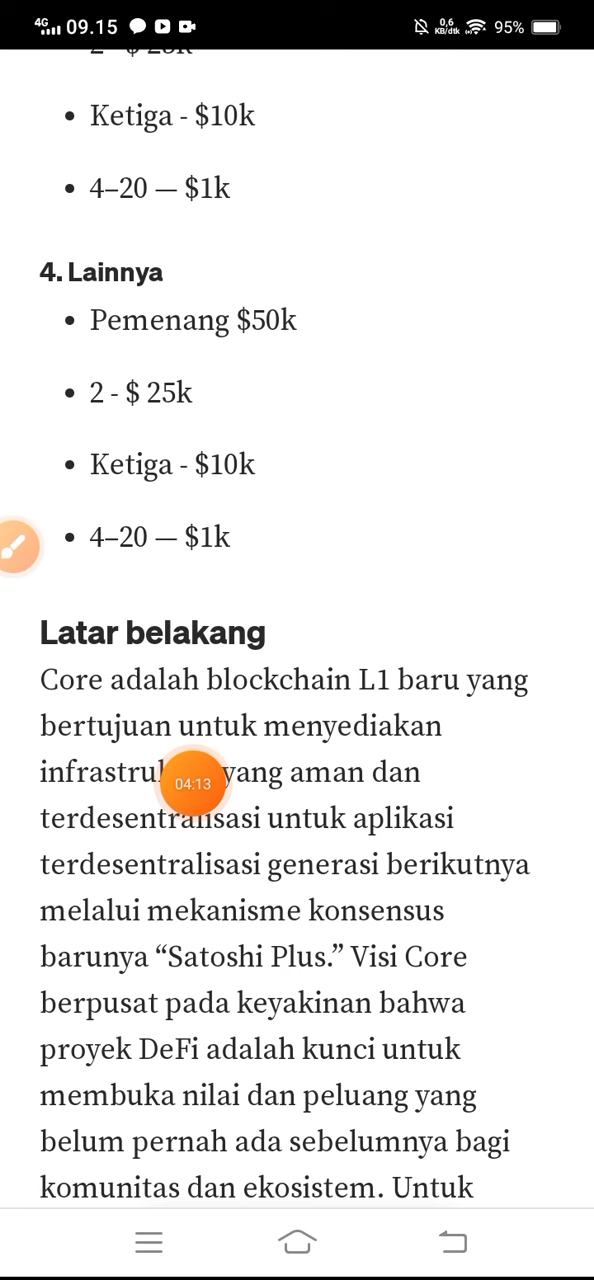 4G 09.15 0,6 KB/dtk 95%
2 - $ 25k
Ketiga - $10k
4–20 — $1k
4. Lainnya
Pemenang $50k
2 - $ 25k
Ketiga - $10k
4–20 — $1k
Latar belakang
Core adalah blockchain L1 baru yang
bertujuan untuk menyediakan
yang aman dan
04:13
terdesentralisasi untuk aplikasi
terdesentralisasi generasi berikutnya
melalui mekanisme konsensus
barunya “Satoshi Plus.” Visi Core
berpusat pada keyakinan bahwa
proyek DeFi adalah kunci untuk
membuka nilai dan peluang yang
belum pernah ada sebelumnya bagi
komunitas dan ekosistem. Untuk